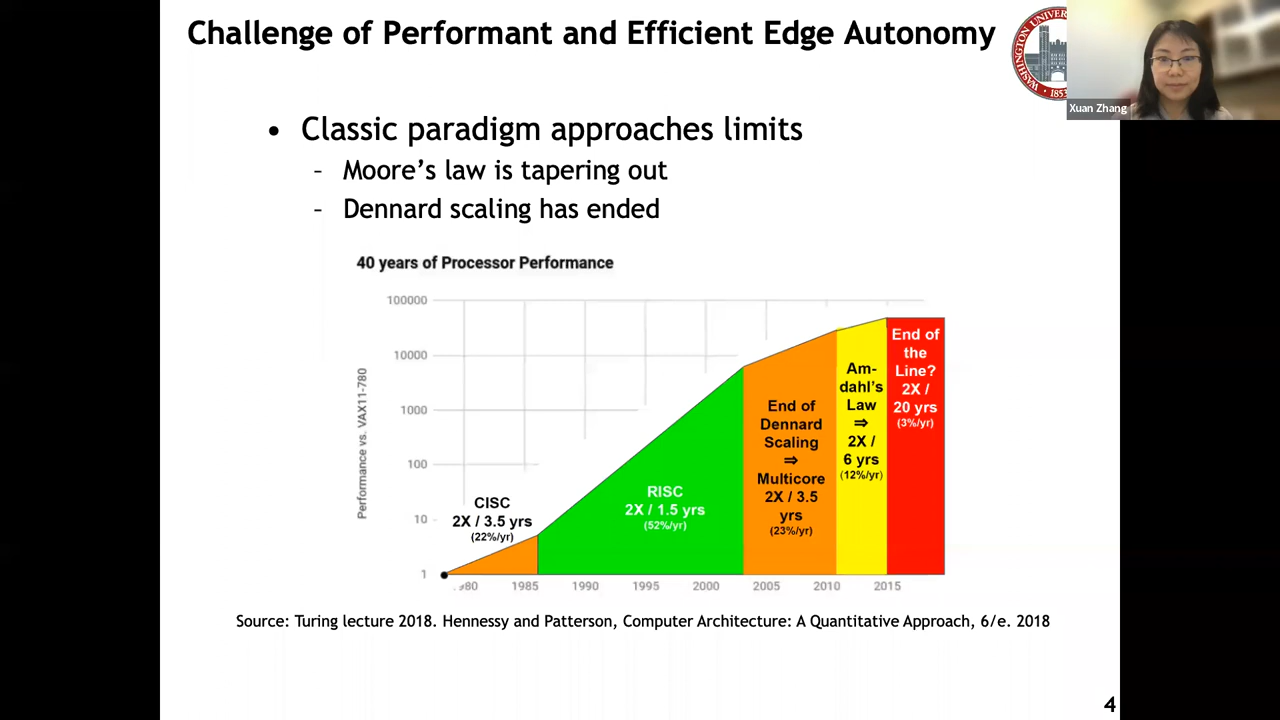 Challenge of Performant and Efficient Edge Autonomy
WASHINGTON UNIVER
1853
Xuan Zhang
• Classic paradigm approaches limits
– Moore’s law is tapering out
– Dennard scaling has ended
40 years of Processor Performance
Performance vs. VAX11-780
100000
10000
1000
100
10
1
CISC
2X / 3.5 yrs
(22%/yr)
RISC
2X / 1.5 yrs
(52%/yr)
End of
Dennard
Scaling
⇒
Multicore
2X / 3.5
yrs
(23%/yr)
Am-
dahl’s
Law
⇒
2X /
6 yrs
(12%/yr)
End of
the
Line?
2X /
20 yrs
(3%/yr)
1985 1990 1995 2000 2005 2010 2015
Source: Turing lecture 2018. Hennessy and Patterson, Computer Architecture: A Quantitative Approach, 6/e. 2018
4